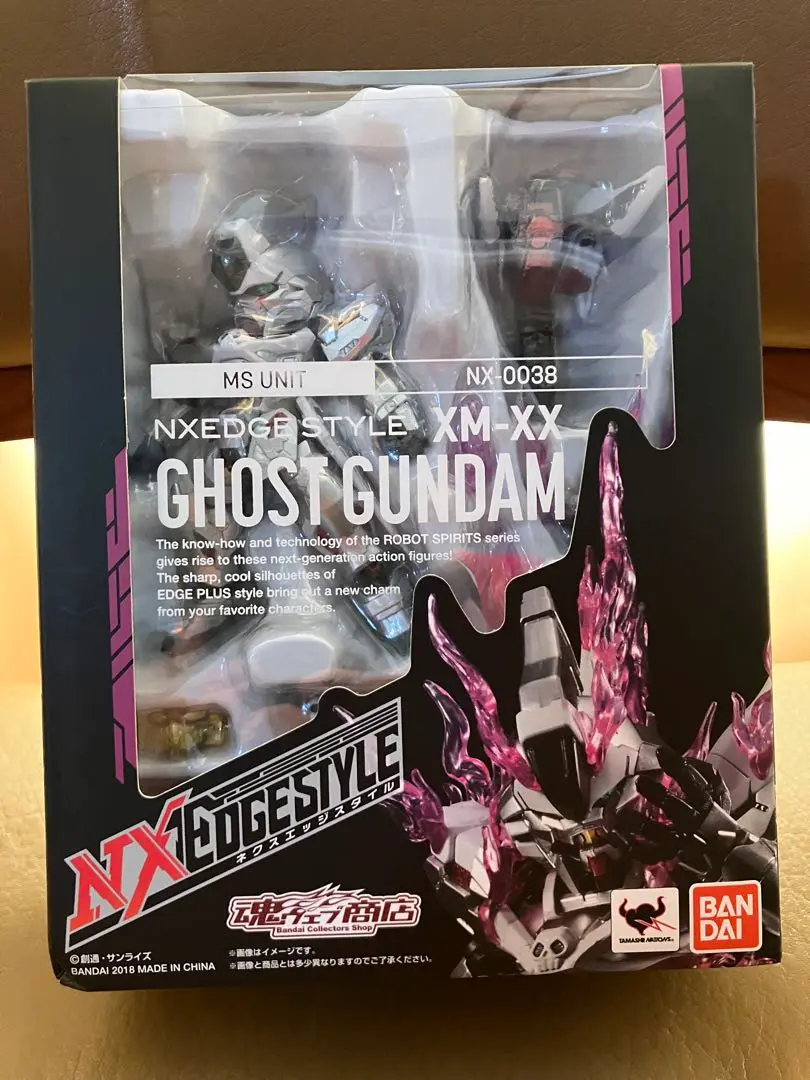 MS UNIT NX-0038
NXEDGE STYLE XM-XX
GHOST GUNDAM
The know-how and technology of the ROBOT SPIRITS series
gives rise to these next-generation action figures!
The sharp, cool silhouettes of
EDGE PLUS style bring out a new charm
from your favorite characters.
NXEDGESTYLE
ネクスエッジスタイル
魂ウェブ商店
Bandai Collectors Shop
©創通・サンライズ
BANDAI 2018 MADE IN CHINA
※画像はイメージです。
※画像と商品とは多少異なりますのでご了承ください。
TAMASHII NATIONS
BAN
DAI